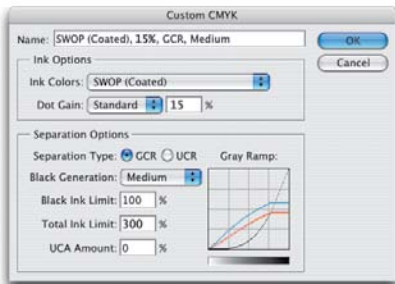 Custom CMYK
Name: SWOP (Coated), 15%, GCR, Medium
OK
Cancel
Ink Options
Ink Colors: SWOP (Coated)
Dot Gain: Standard 15 %
Separation Options
Separation Type: GCR UCR Gray Ramp:
Black Generation: Medium
Black Ink Limit: 100 %
Total Ink Limit: 300 %
UCA Amount: 0 %